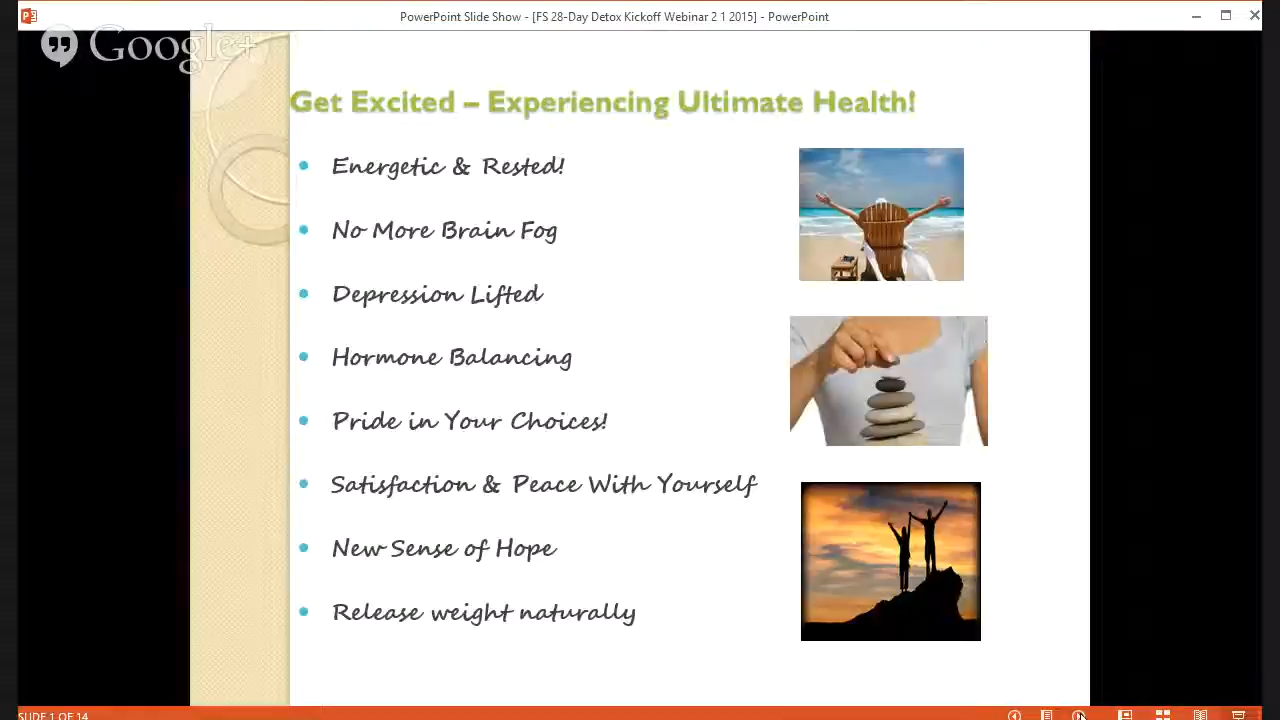 PowerPoint Slide Show - [FS 28-Day Detox Kickoff Webinar 2 1 2015] - PowerPoint
Google+
Get Excited – Experiencing Ultimate Health!
Energetic & Rested!
No More Brain Fog
Depression Lifted
Hormone Balancing
Pride in Your Choices!
Satisfaction & Peace With Yourself
New Sense of Hope
Release weight naturally
SLIDE 1 OF 14